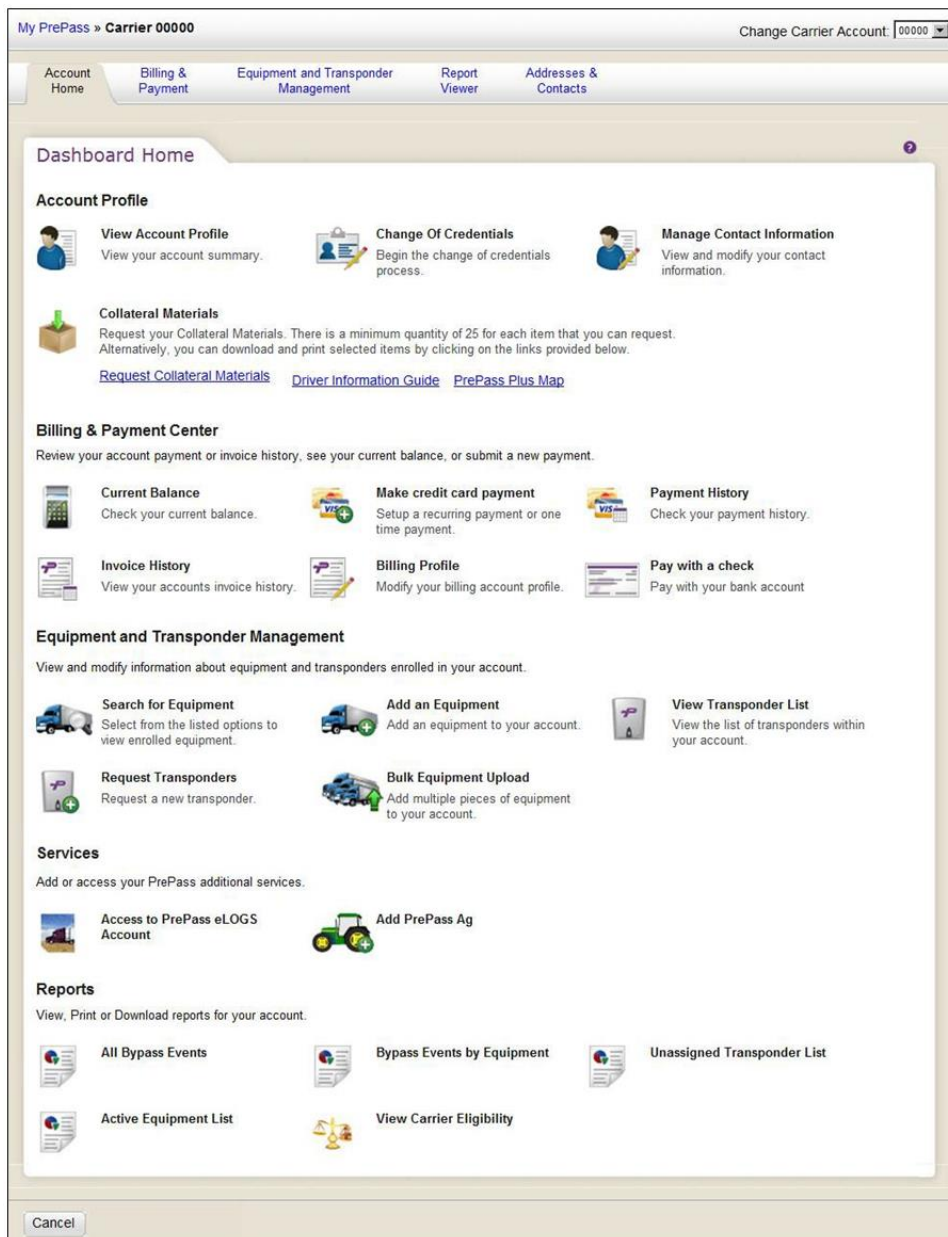 My PrePass » Carrier 00000
Change Carrier Account: 00000
Account Home
Billing & Payment
Equipment and Transponder Management
Report Viewer
Addresses & Contacts
Dashboard Home
?
Account Profile
View Account Profile
View your account summary.
Change Of Credentials
Begin the change of credentials
process.
Manage Contact Information
View and modify your contact
information.
Collateral Materials
Request your Collateral Materials. There is a minimum quantity of 25 for each item that you can request.
Alternatively, you can download and print selected items by clicking on the links provided below.
Request Collateral Materials Driver Information Guide PrePass Plus Map
Billing & Payment Center
Review your account payment or invoice history, see your current balance, or submit a new payment.
Current Balance
Check your current balance.
VISA
Make credit card payment
Setup a recurring payment or one
time payment.
VISA
Payment History
Check your payment history.
Invoice History
View your accounts invoice history.
Billing Profile
Modify your billing account profile.
Pay with a check
Pay with your bank account
Equipment and Transponder Management
View and modify information about equipment and transponders enrolled in your account.
Search for Equipment
Select from the listed options to
view enrolled equipment.
Add an Equipment
Add an equipment to your account.
View Transponder List
View the list of transponders within
your account.
Request Transponders
Request a new transponder.
Bulk Equipment Upload
Add multiple pieces of equipment
to your account.
Services
Add or access your PrePass additional services.
Access to PrePass eLOGS
Account
Add PrePass Ag
Reports
View, Print or Download reports for your account.
All Bypass Events
Bypass Events by Equipment
Unassigned Transponder List
Active Equipment List
View Carrier Eligibility
Cancel